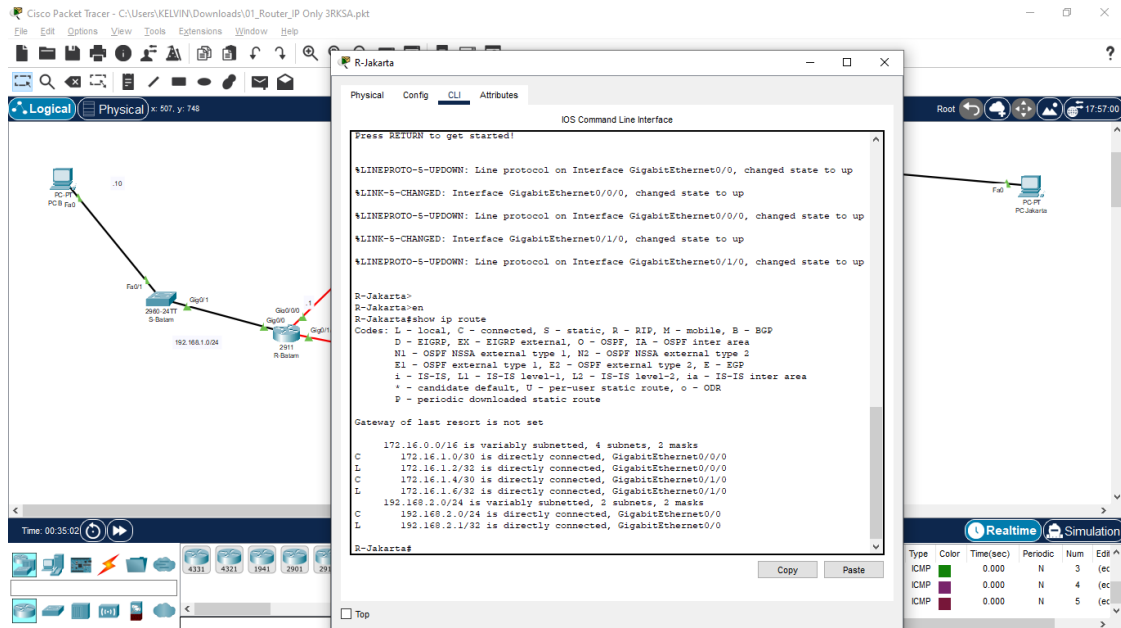 Cisco Packet Tracer - C:\Users\KELVIN\Downloads\01_Router_IP Only 3RKSA.pkt
File Edit Options View Tools Extensions Window Help
?
Logical Physical x: 507, y: 748
Root 17:57:00
R-Jakarta
Physical Config CLI Attributes
IOS Command Line Interface
Press RETURN to get started!
%LINEPROTO-5-UPDOWN: Line protocol on Interface GigabitEthernet0/0, changed state to up
%LINK-5-CHANGED: Interface GigabitEthernet0/0/0, changed state to up
%LINEPROTO-5-UPDOWN: Line protocol on Interface GigabitEthernet0/0/0, changed state to up
%LINK-5-CHANGED: Interface GigabitEthernet0/1/0, changed state to up
%LINEPROTO-5-UPDOWN: Line protocol on Interface GigabitEthernet0/1/0, changed state to up
R-Jakarta>
R-Jakarta>en
R-Jakarta#show ip route
Codes: L - local, C - connected, S - static, R - RIP, M - mobile, B - BGP
D - EIGRP, EX - EIGRP external, O - OSPF, IA - OSPF inter area
N1 - OSPF NSSA external type 1, N2 - OSPF NSSA external type 2
E1 - OSPF external type 1, E2 - OSPF external type 2, E - EGP
i - IS-IS, L1 - IS-IS level-1, L2 - IS-IS level-2, ia - IS-IS inter area
* - candidate default, U - per-user static route, o - ODR
P - periodic downloaded static route
Gateway of last resort is not set
172.16.0.0/16 is variably subnetted, 4 subnets, 2 masks
C 172.16.1.0/30 is directly connected, GigabitEthernet0/0/0
L 172.16.1.2/32 is directly connected, GigabitEthernet0/0/0
C 172.16.1.4/30 is directly connected, GigabitEthernet0/1/0
L 172.16.1.6/32 is directly connected, GigabitEthernet0/1/0
192.168.2.0/24 is variably subnetted, 2 subnets, 2 masks
C 192.168.2.0/24 is directly connected, GigabitEthernet0/0
L 192.168.2.1/32 is directly connected, GigabitEthernet0/0
R-Jakarta#
Copy Paste
Top
.10
PC-PT
PC B Fa0
Fa0/1
Gig0/1
2960-24TT
S-Batam
192.168.1.0/24
Gig0/0/0
.1
Gig0/0
Gig0/1
2911
R-Batam
Fa0
PC-PT
PC Jakarta
Time: 00:35:02
Realtime Simulation
4331 4321 1941 2901 291
Type Color Time(sec) Periodic Num Edit
ICMP 0.000 N 3 (ec
ICMP 0.000 N 4 (ec
ICMP 0.000 N 5 (ec